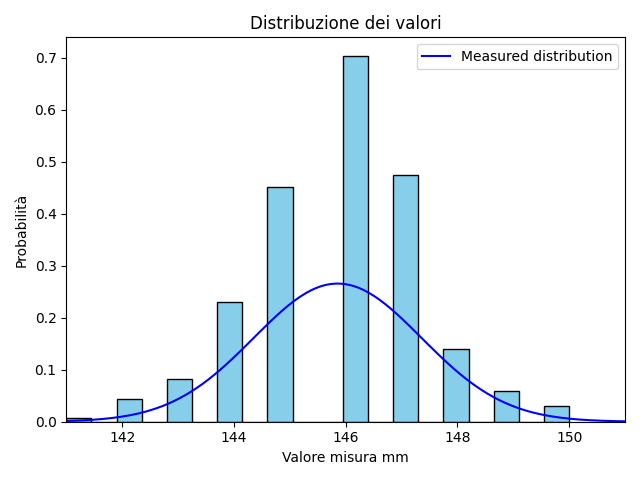 Distribuzione dei valori
Measured distribution
0.7
0.6
0.5
0.4
0.3
0.2
0.1
0.0
Probabilità
142 144 146 148 150
Valore misura mm